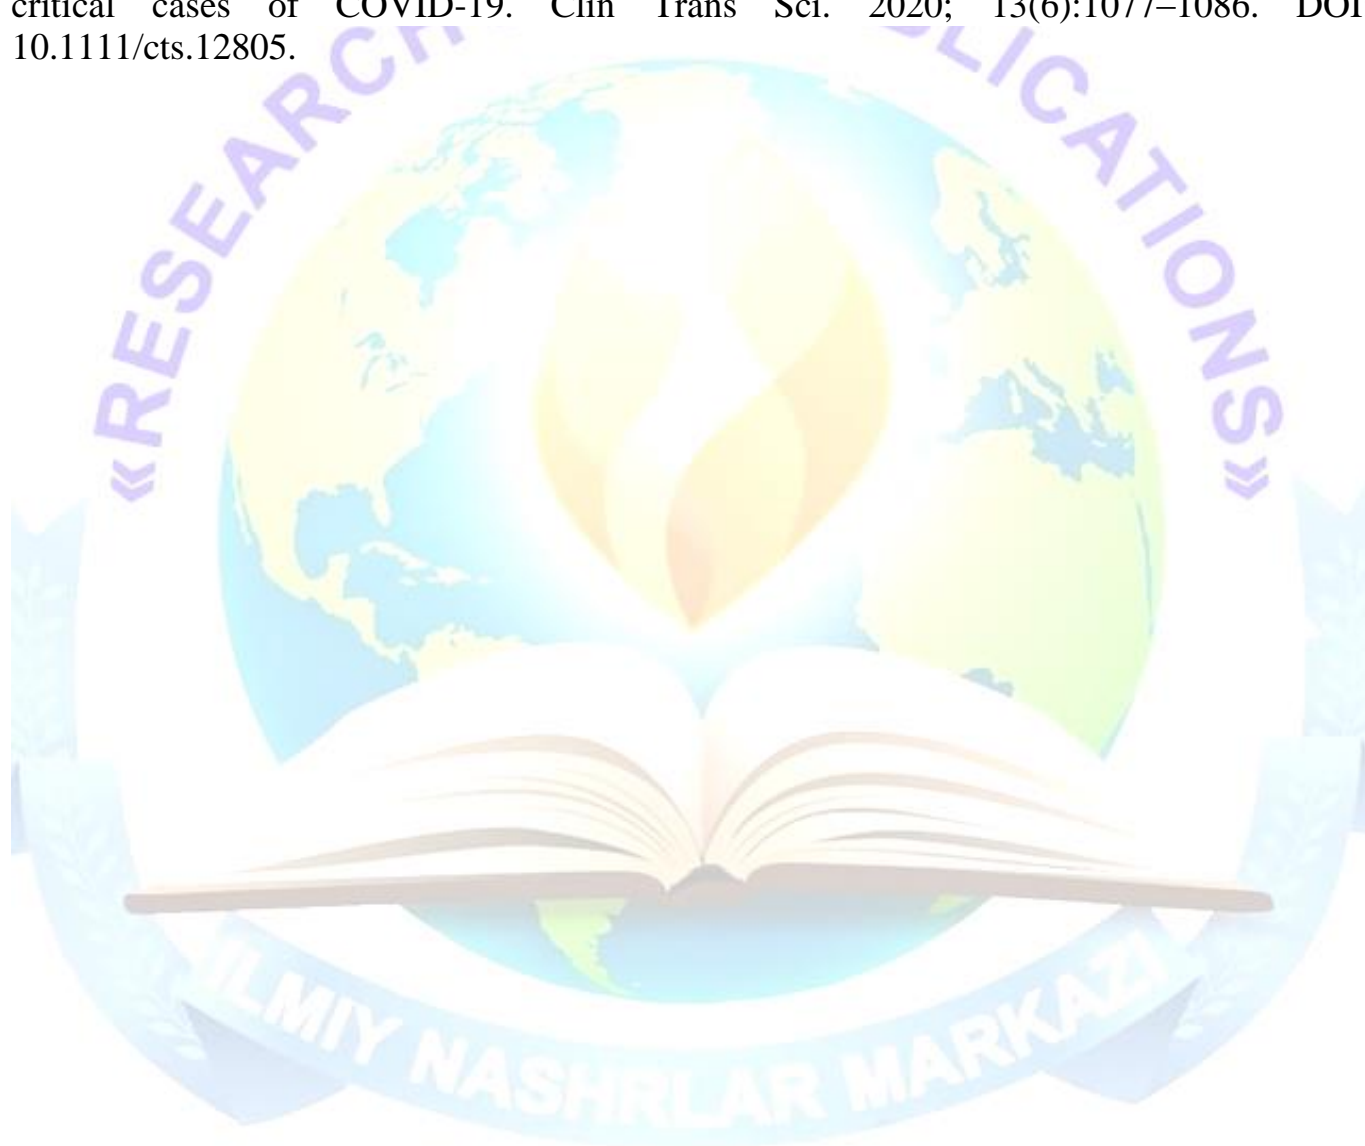 critical cases of COVID-19. Clin Trans Sci. 2020; 13(6):1077–1086. DOI
10.1111/cts.12805.
«RESEARCH PUBLICATIONS»
ILMIY NASHRLAR MARKAZI